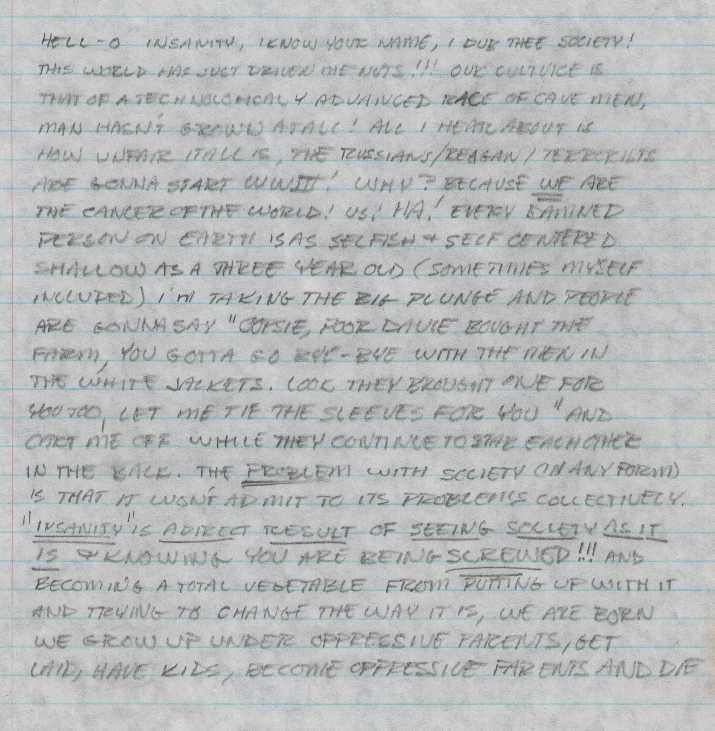 HELL-O INSANITY, I KNOW YOUR NAME, I DUB THEE SOCIETY!
THIS WORLD HAS JUST DRIVEN ME NUTS!!! OUR CULTURE IS
THAT OF A TECHNOLOGICALY ADVANCED RACE OF CAVE MEN,
MAN HASN'T GROWN AT ALL! ALL I HEAR ABOUT IS
HOW UNFAIR IT ALL IS, THE RUSSIANS/REAGAN/TERRORISTS
ARE GONNA START WWIII! WHY? BECAUSE WE ARE
THE CANCER OF THE WORLD! US! HA! EVERY DAMNED
PERSON ON EARTH IS AS SELFISH & SELF CENTERED
SHALLOW AS A THREE YEAR OLD (SOMETIMES MYSELF
INCLUDED) I'M TAKING THE BIG PLUNGE AND PEOPLE
ARE GONNA SAY "OOPSIE, POOR DAVIE BOUGHT THE
FARM, YOU GOTTA GO BYE-BYE WITH THE MEN IN
THE WHITE JACKETS. LOOK THEY BROUGHT ONE FOR
YOU TOO, LET ME TIE THE SLEEVES FOR YOU" AND
CART ME OFF WHILE THEY CONTINUE TO STAB EACHOTHER
IN THE BACK. THE PROBLEM WITH SOCIETY (IN ANY FORM)
IS THAT IT WON'T ADMIT TO ITS PROBLEMS COLLECTIVELY.
"INSANITY" IS A DIRECT RESULT OF SEEING SOCIETY AS IT
IS & KNOWING YOU ARE BEING SCREWED!!! AND
BECOMING A TOTAL VEGETABLE FROM PUTTING UP WITH IT
AND TRYING TO CHANGE THE WAY IT IS, WE ARE BORN
WE GROW UP UNDER OPPRESSIVE PARENTS, GET
LAID, HAVE KIDS, BECOME OPPRESSIVE PARENTS AND DIE